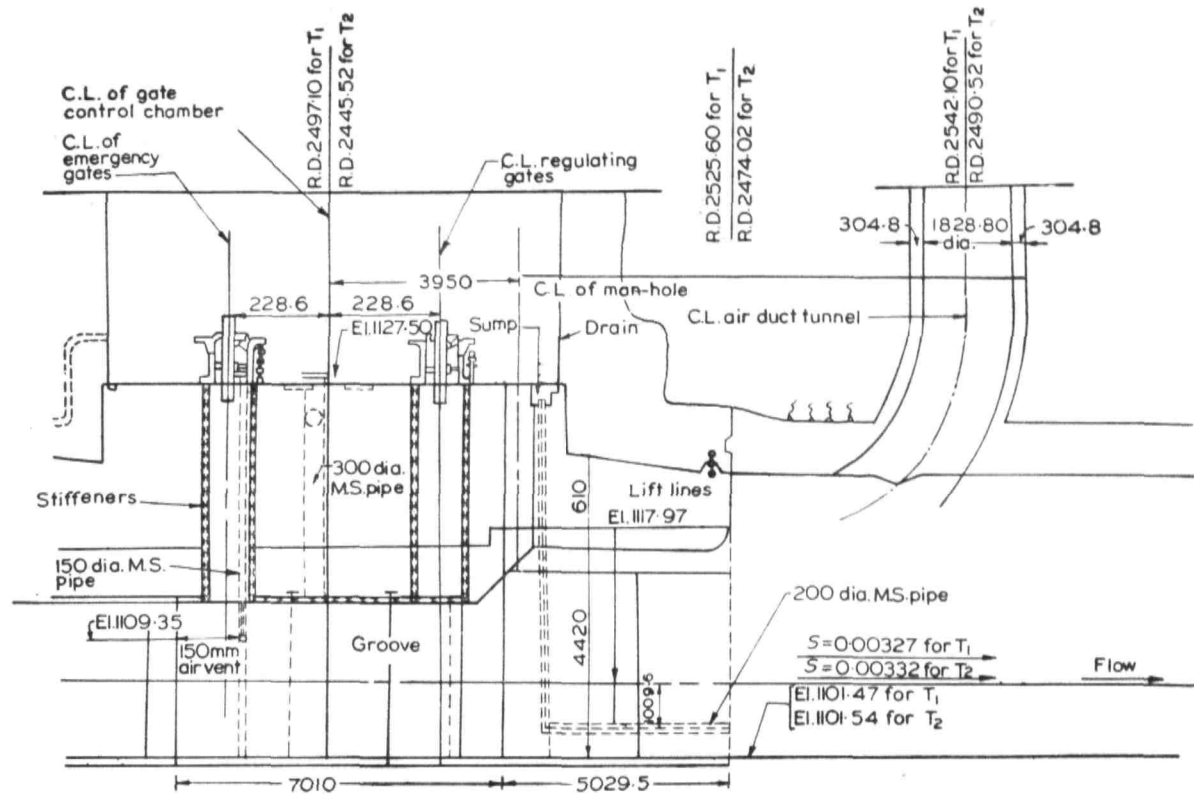 R.D.2497·10 for T1
R.D.2445·52 for T2
R.D.2525·60 for T1
R.D.2474·02 for T2
R.D.2542·10 for T1
R.D.2490·52 for T2
C.L. of gate
control chamber
C.L. of
emergency
gates
C.L. regulating
gates
304·8
1828·80
dia.
304·8
3950
C.L. of man-hole
228·6
228·6
El.1127·50
Sump
Drain
C.L. air duct tunnel
300 dia.
M.S. pipe
Stiffeners
610
Lift lines
El.1117·97
150 dia. M.S.
pipe
200 dia. M.S. pipe
El.1109·35
150mm
air vent
Groove
4420
S=0·00327 for T1
S=0·00332 for T2
Flow
1009·6
El.1101·47 for T1
El.1101·54 for T2
7010
5029·5